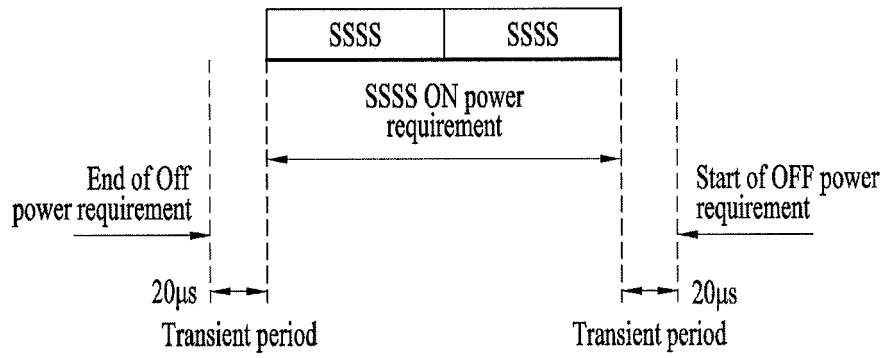 SSSS SSSS
SSSS ON power
requirement
End of Off
power requirement
Start of OFF power
requirement
20μs
20μs
Transient period
Transient period